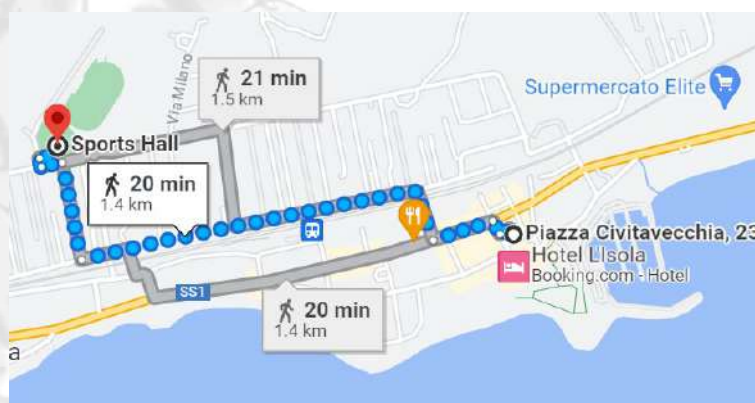 21 min
1.5 km
Via Milano
Supermercato Elite
Sports Hall
20 min
1.4 km
Piazza Civitavecchia, 23
Hotel LIsola
Booking.com - Hotel
SS1
20 min
1.4 km
a